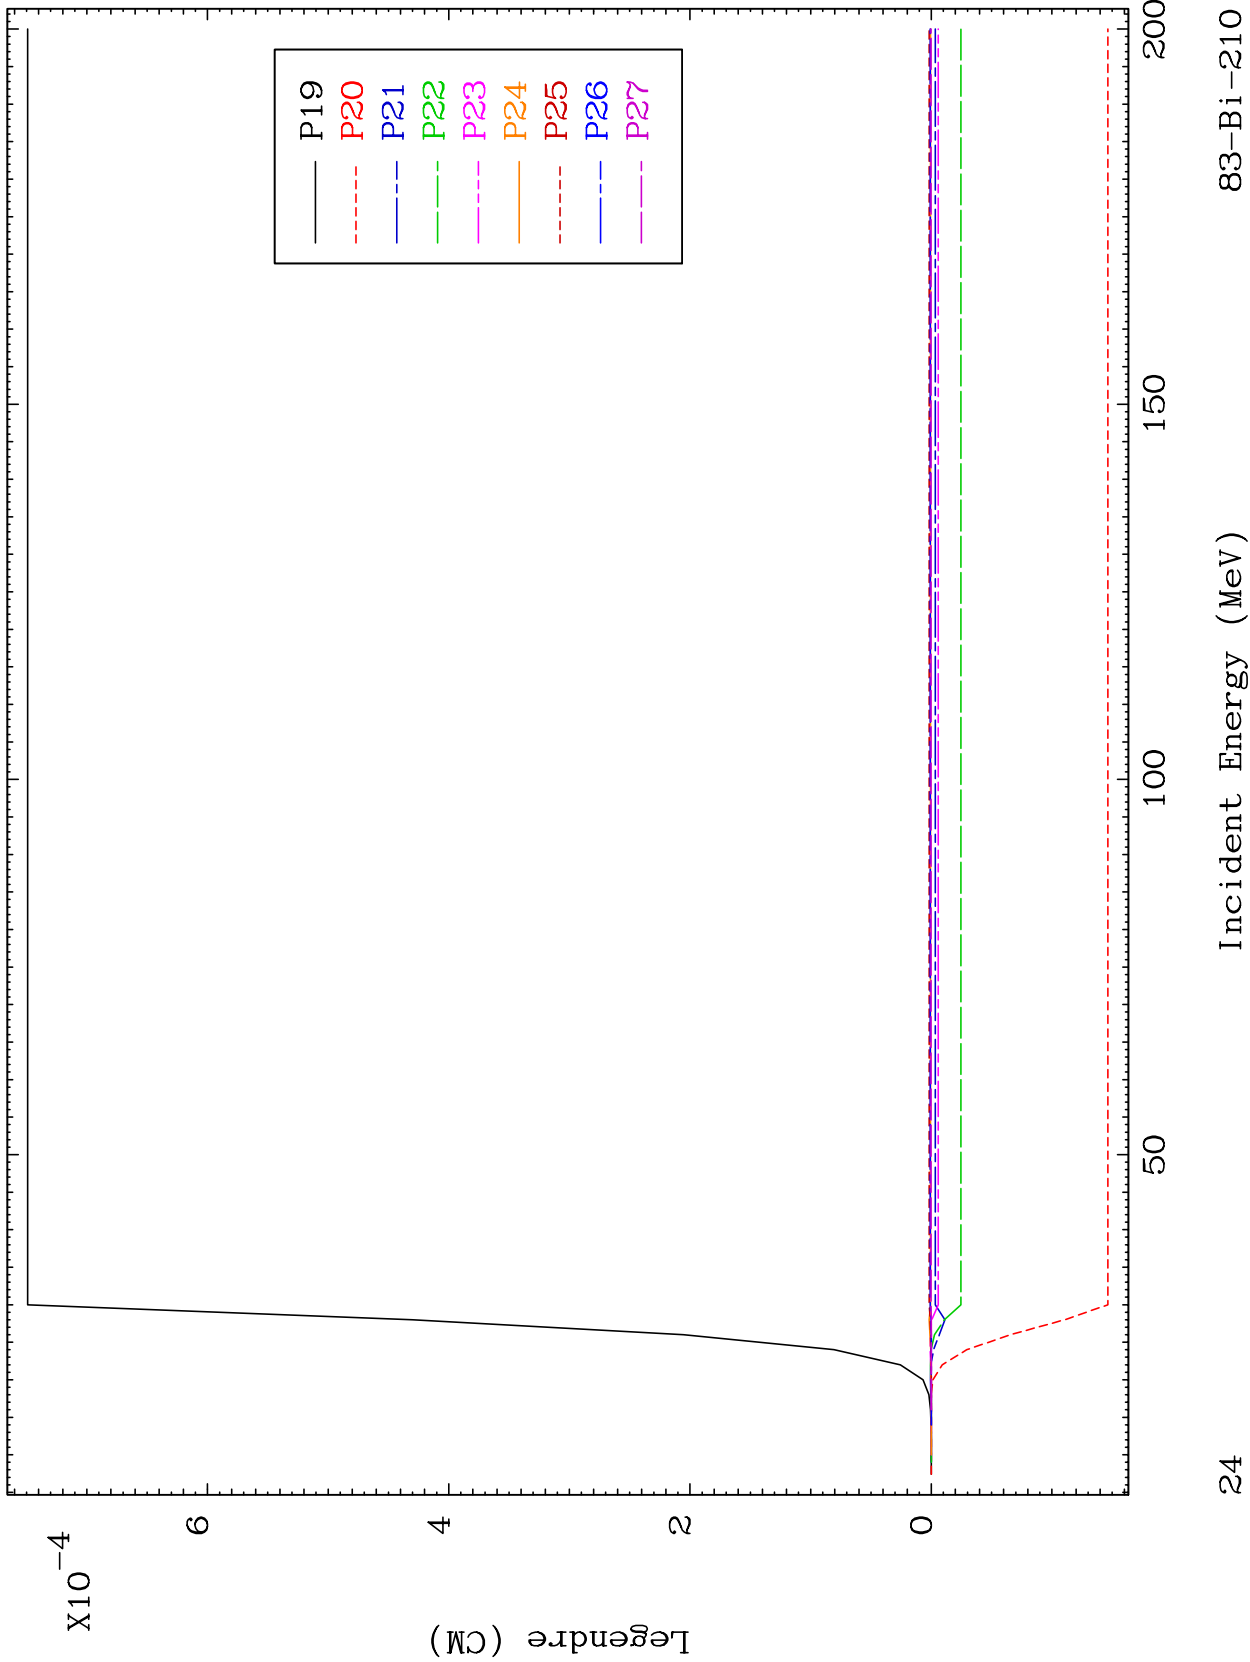 X10
-4
6
4
2
0
Legendre (CM)
P19
P20
P21
P22
P23
P24
P25
P26
P27
50
100
150
200
24
Incident Energy (MeV)
83-Bi-210